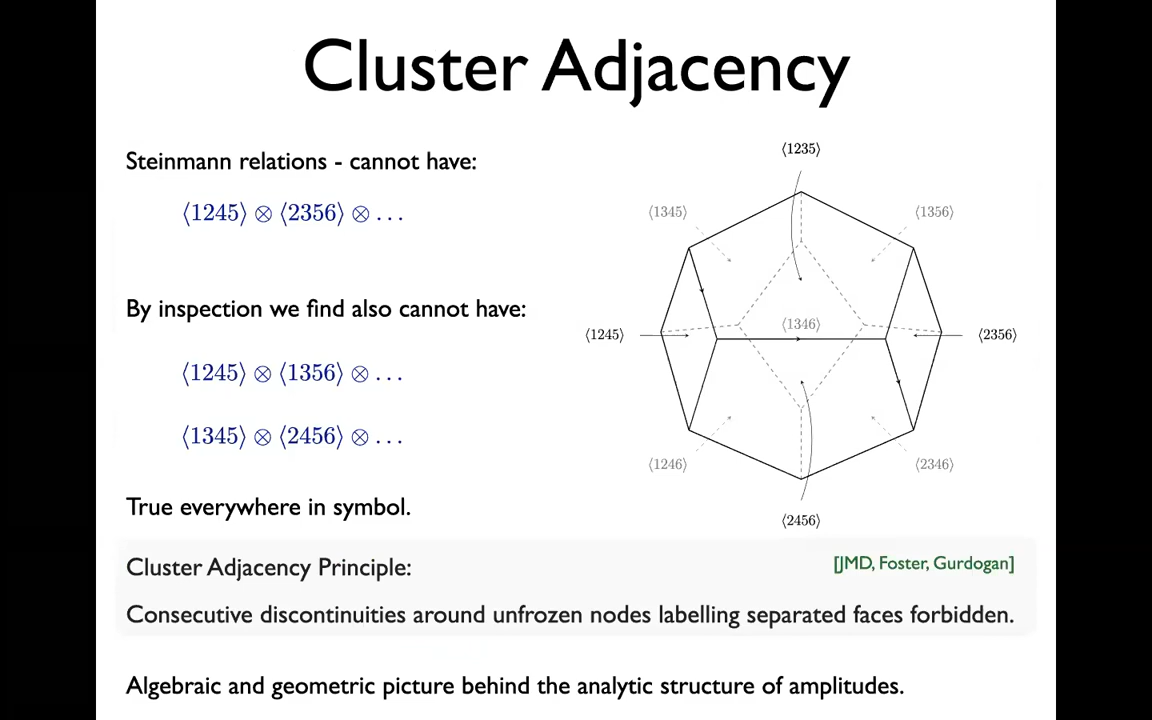 Cluster Adjacency
Steinmann relations - cannot have:
⟨1245⟩ ⊗ ⟨2356⟩ ⊗ ...
By inspection we find also cannot have:
⟨1245⟩ ⊗ ⟨1356⟩ ⊗ ...
⟨1345⟩ ⊗ ⟨2456⟩ ⊗ ...
True everywhere in symbol.
⟨1235⟩
⟨1345⟩
⟨1356⟩
⟨1346⟩
⟨1245⟩
⟨2356⟩
⟨1246⟩
⟨2346⟩
⟨2456⟩
Cluster Adjacency Principle:
[JMD, Foster, Gurdogan]
Consecutive discontinuities around unfrozen nodes labelling separated faces forbidden.
Algebraic and geometric picture behind the analytic structure of amplitudes.